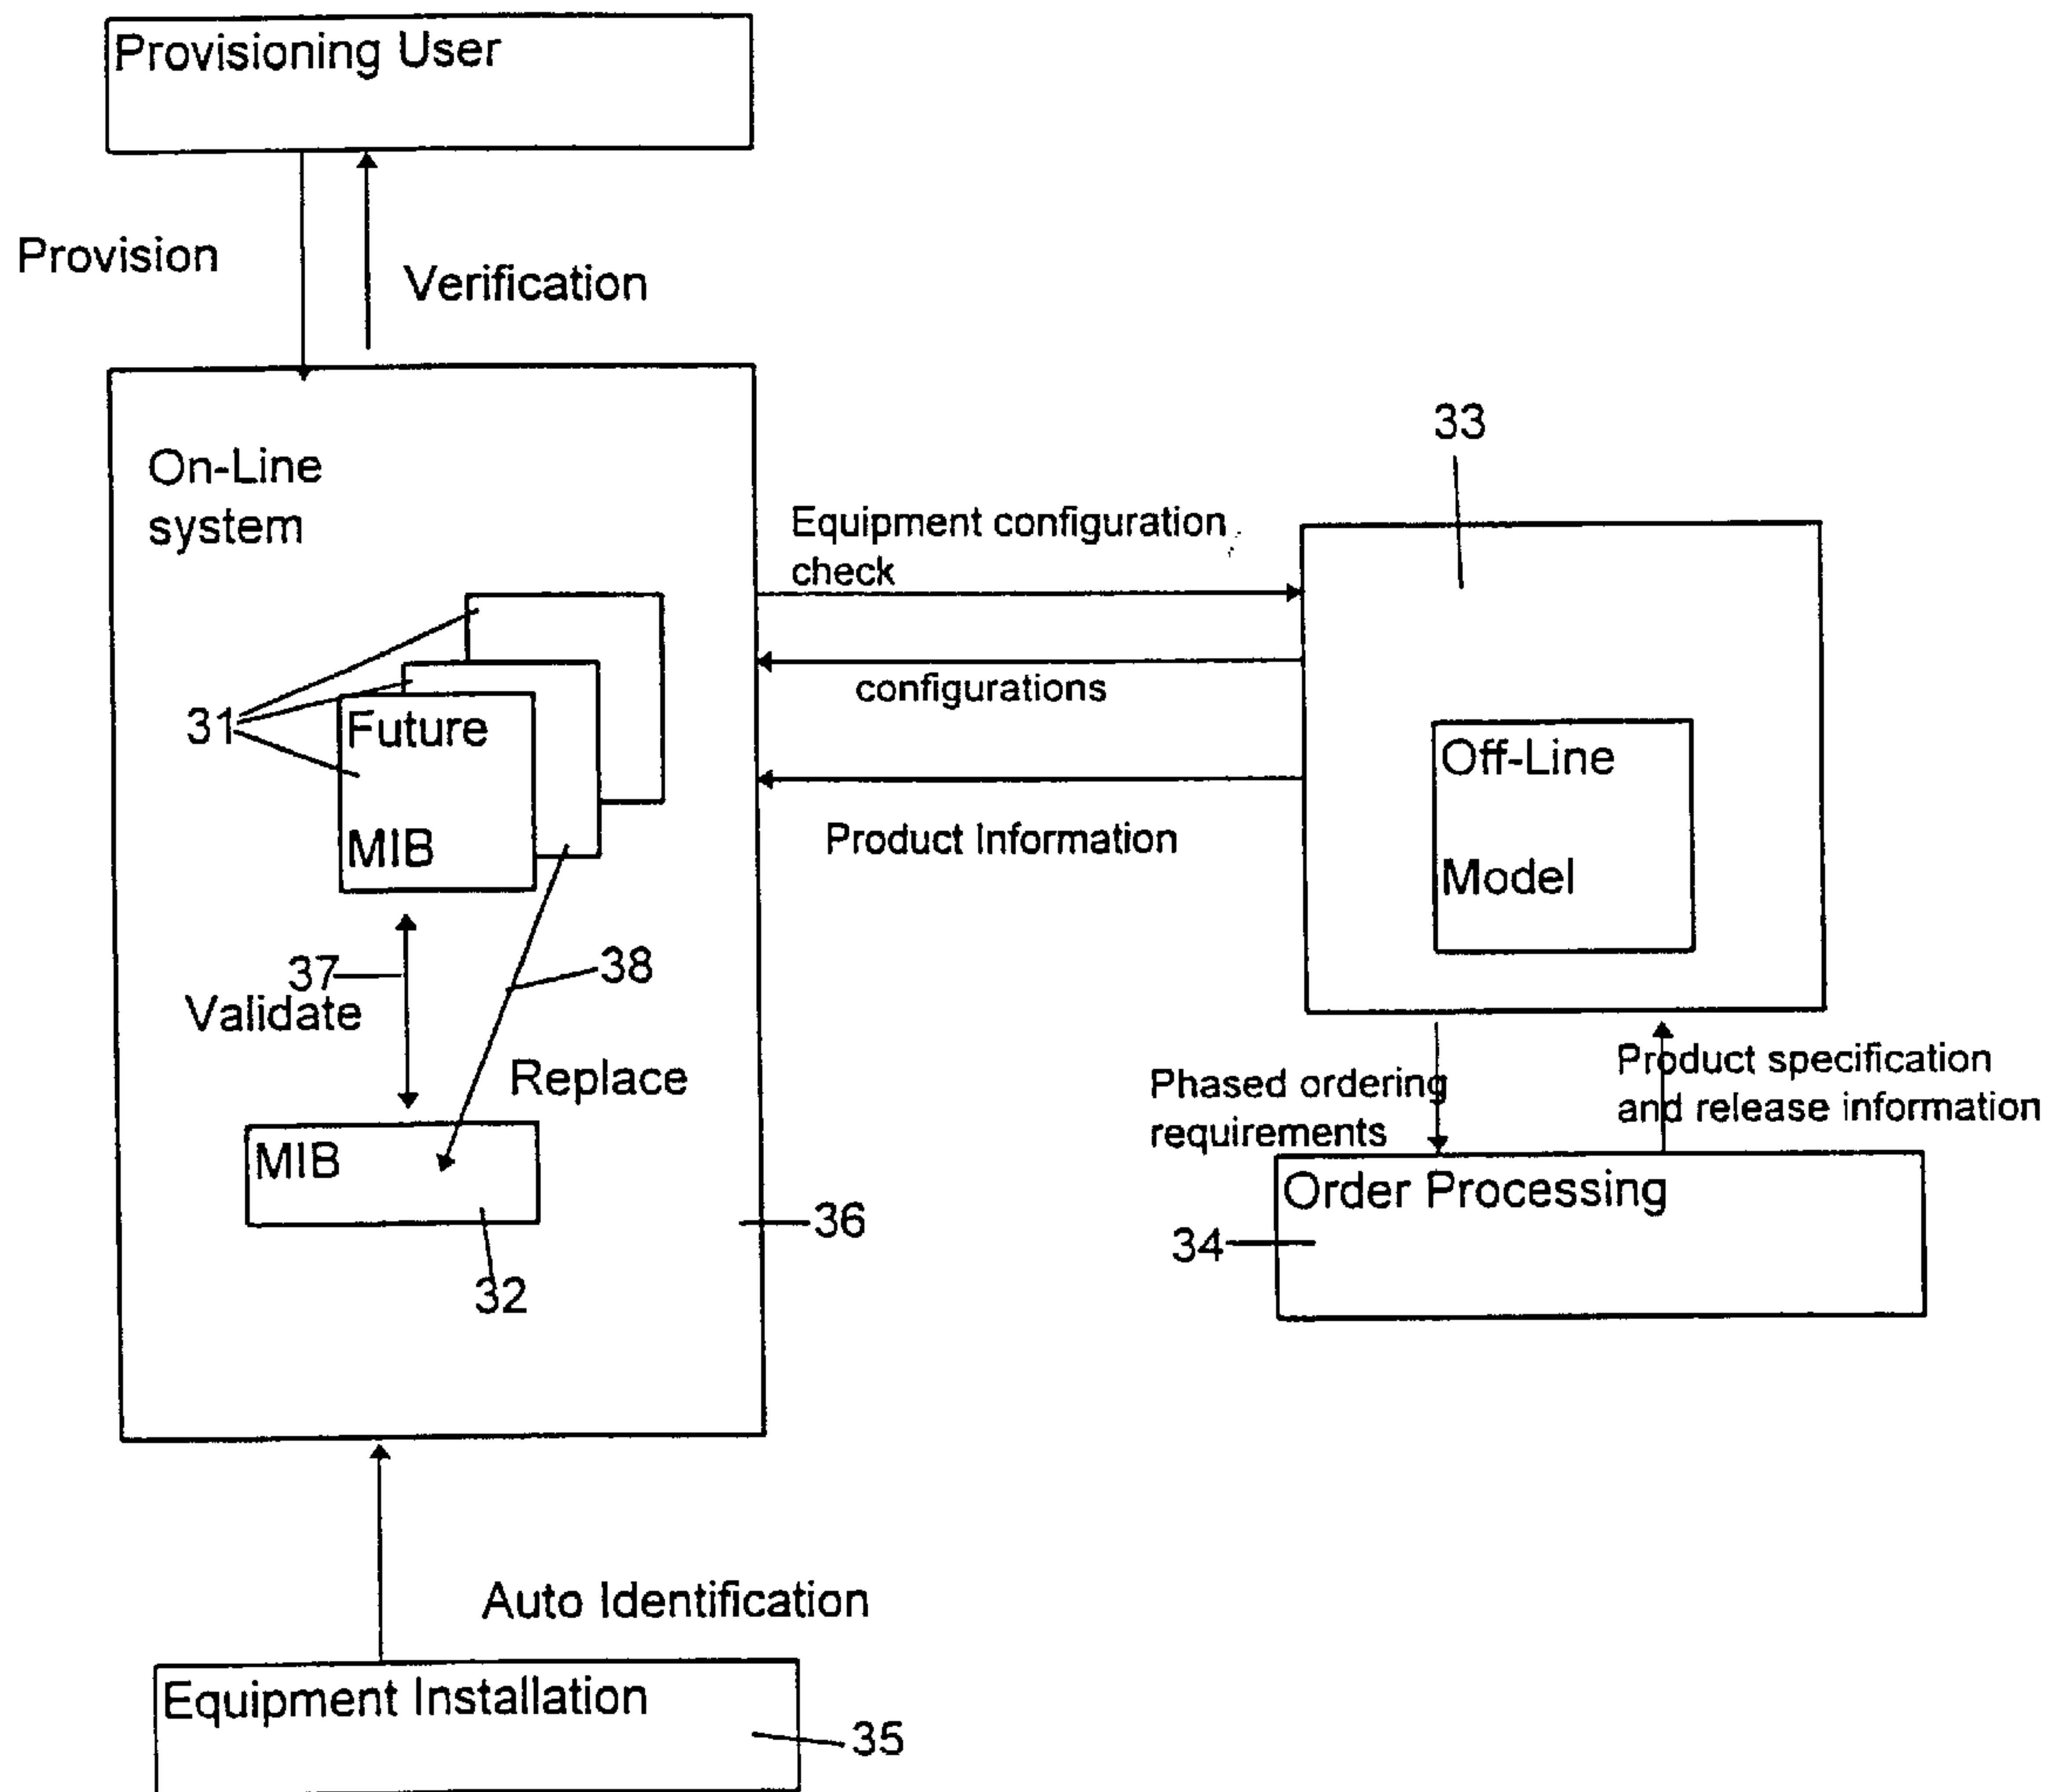 Provisioning User
Provision
Verification
On-Line
system
33
Equipment configuration
check
configurations
31
Future
MIB
Off-Line
Model
Product Information
37
Validate
38
Replace
Phased ordering
requirements
Product specification
and release information
MIB
32
36
Order Processing
34
Auto Identification
Equipment Installation
35